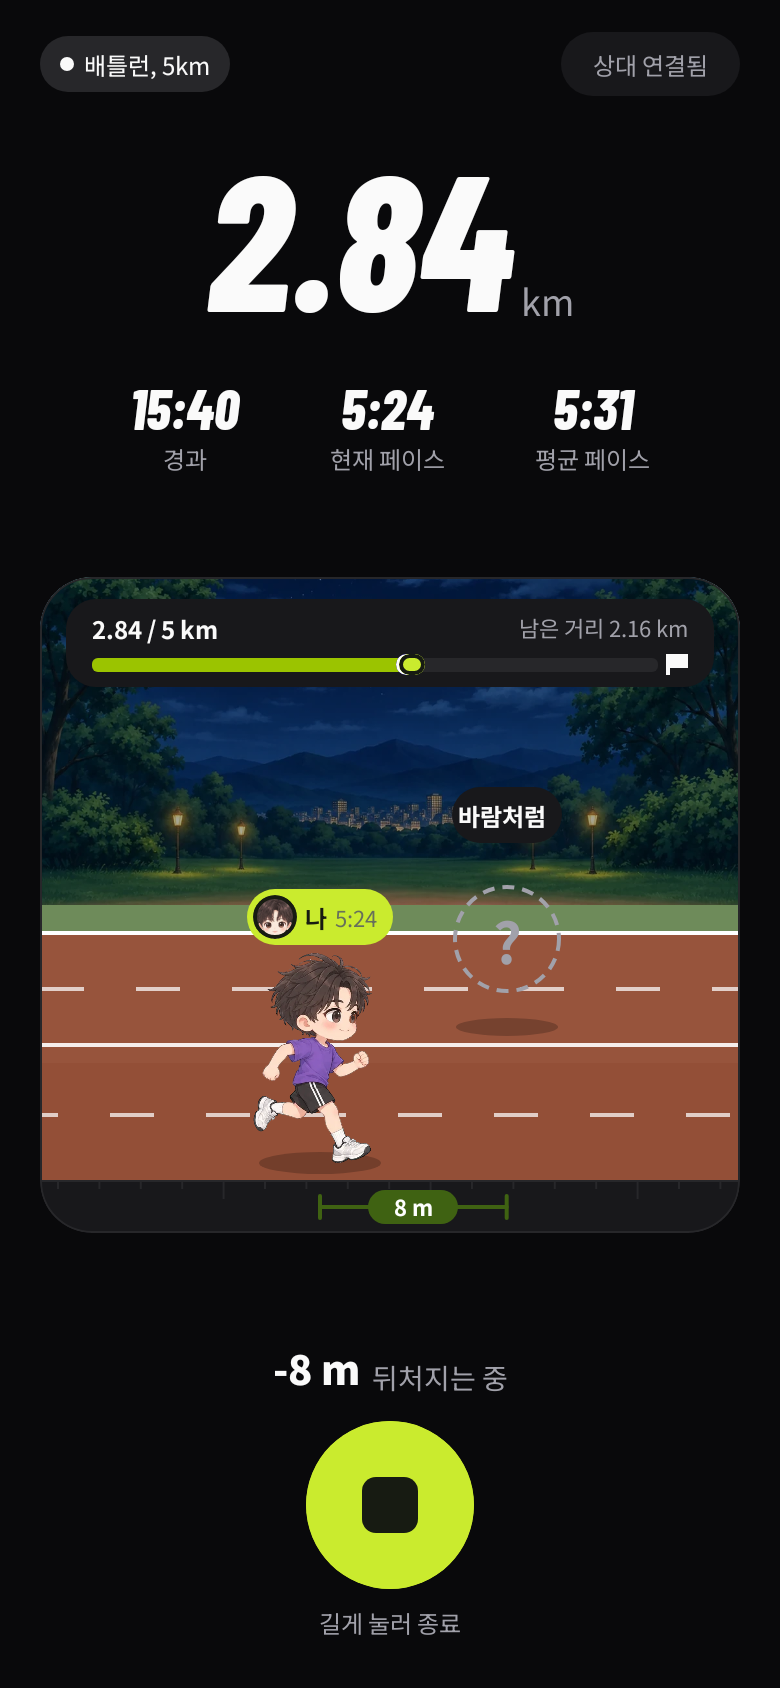 배틀런, 5km
상대 연결됨
2.84 km
15:40 5:24 5:31
경과 현재 페이스 평균 페이스
2.84 / 5 km 남은 거리 2.16 km
바람처럼
나 5:24
?
8 m
-8 m 뒤처지는 중
길게 눌러 종료